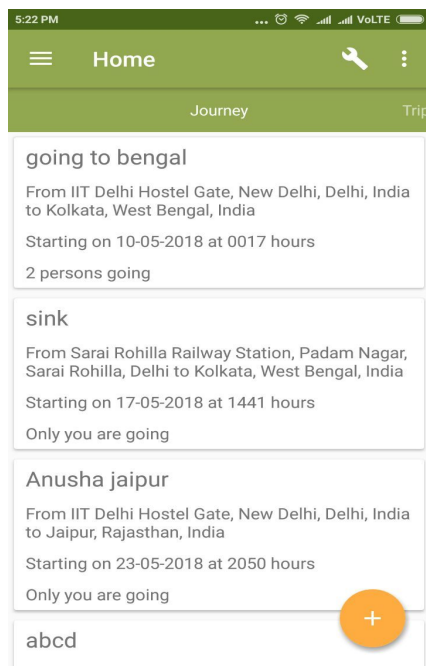 5:22 PM ... VoLTE
Home
Journey Trip
going to bengal
From IIT Delhi Hostel Gate, New Delhi, Delhi, India
to Kolkata, West Bengal, India
Starting on 10-05-2018 at 0017 hours
2 persons going
sink
From Sarai Rohilla Railway Station, Padam Nagar,
Sarai Rohilla, Delhi to Kolkata, West Bengal, India
Starting on 17-05-2018 at 1441 hours
Only you are going
Anusha jaipur
From IIT Delhi Hostel Gate, New Delhi, Delhi, India
to Jaipur, Rajasthan, India
Starting on 23-05-2018 at 2050 hours
Only you are going
+
abcd